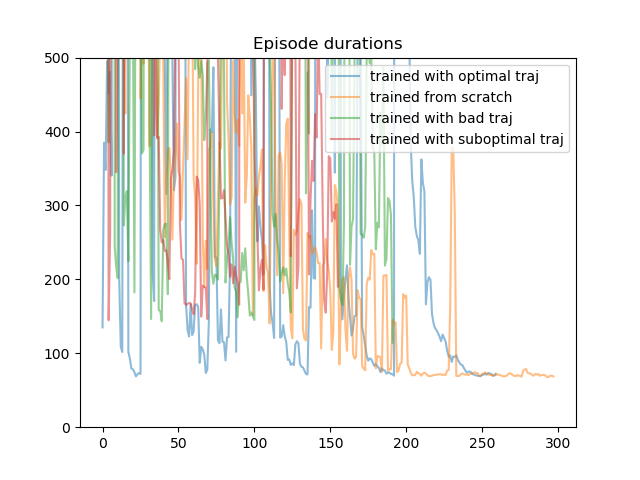 Episode durations
500
400
300
200
100
0
trained with optimal traj
trained from scratch
trained with bad traj
trained with suboptimal traj
0
50
100
150
200
250
300